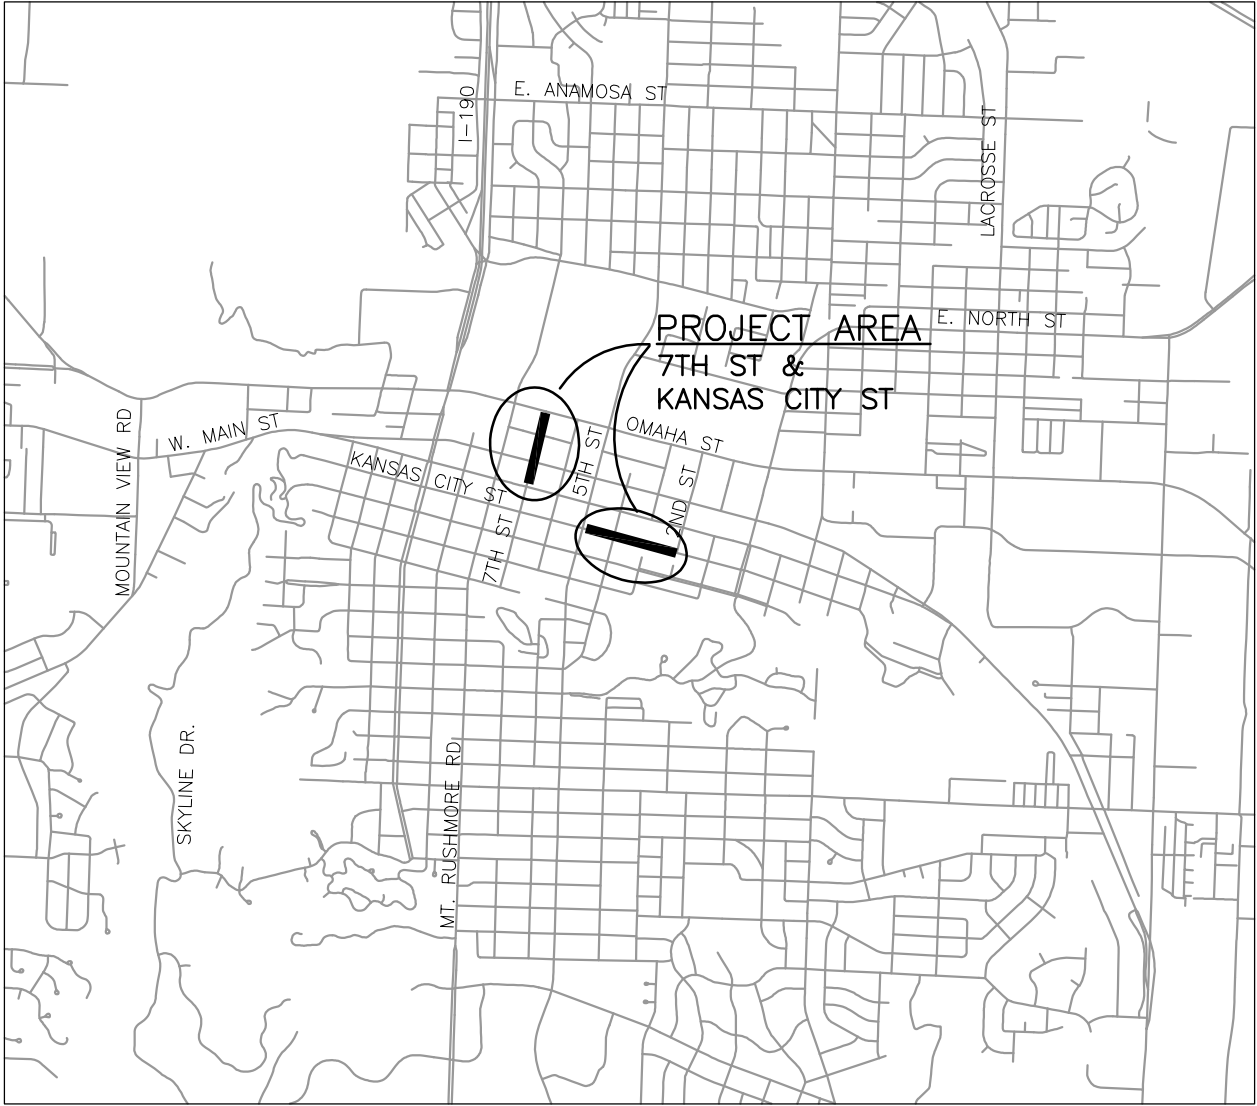 E. ANAMOSA ST
I-190
LACROSSE ST
E. NORTH ST
PROJECT AREA
7TH ST &
KANSAS CITY ST
MOUNTAIN VIEW RD
W. MAIN ST
OMAHA ST
KANSAS CITY ST
5TH ST
2ND ST
7TH ST
SKYLINE DR.
MT. RUSHMORE RD